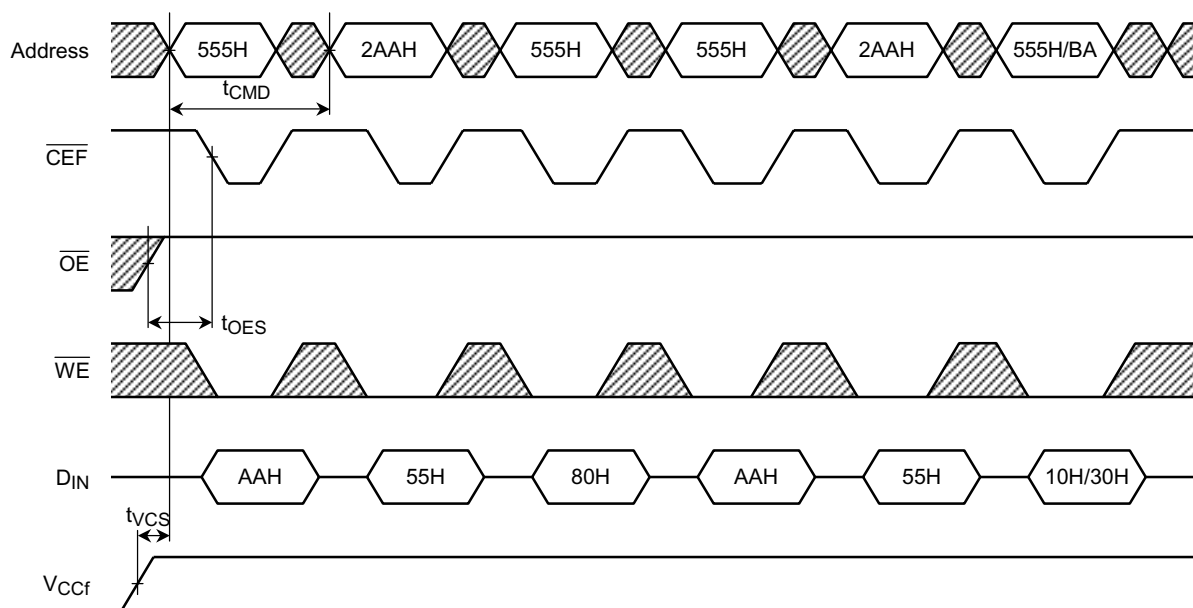 Address 555H 2AAH 555H 555H 2AAH 555H/BA
tCMD
CEF
OE
tOES
WE
DIN AAH 55H 80H AAH 55H 10H/30H
tVCS
VCCf